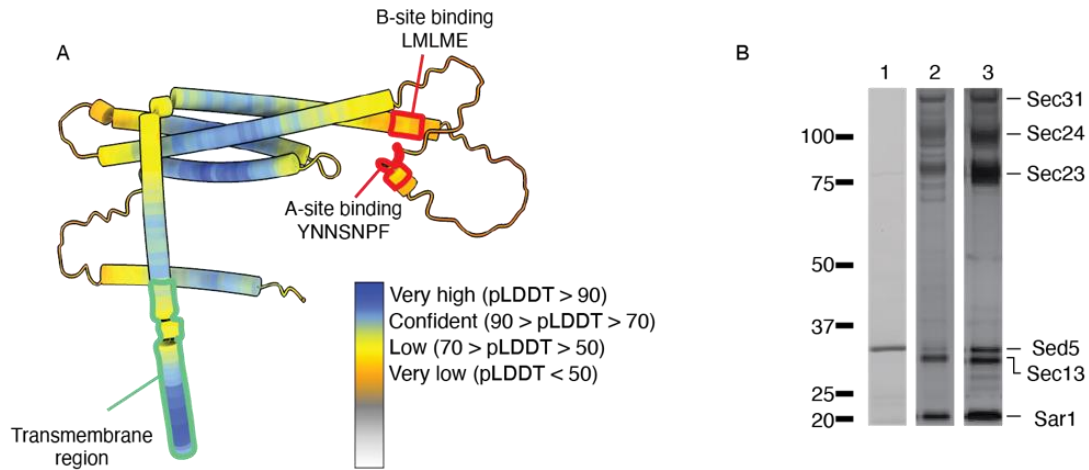 A
B-site binding
LMLME
A-site binding
YNNSNPF
Very high (pLDDT > 90)
Confident (90 > pLDDT > 70)
Low (70 > pLDDT > 50)
Very low (pLDDT < 50)
Transmembrane
region
B
1 2 3
Sec31
100 Sec24
75 Sec23
50
37
Sed5
Sec13
25
20 Sar1